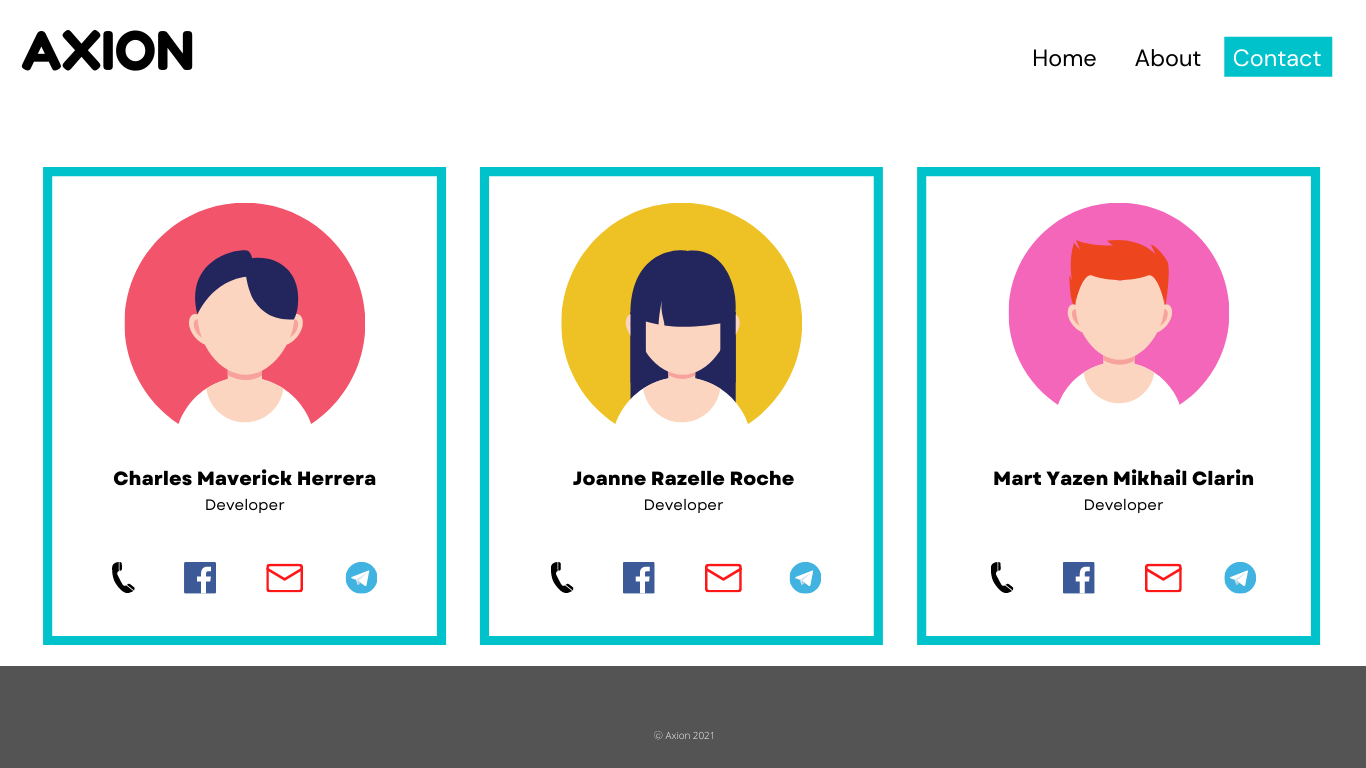 AXION
Home About Contact
Charles Maverick Herrera
Developer
Joanne Razelle Roche
Developer
Mart Yazen Mikhail Clarin
Developer
© Axion 2021